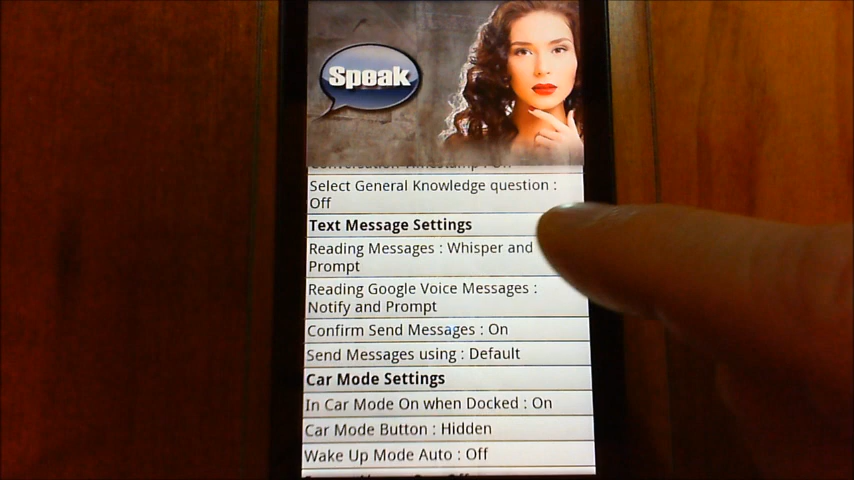 Speak
Select General Knowledge question :
Off
Text Message Settings
Reading Messages : Whisper and
Prompt
Reading Google Voice Messages :
Notify and Prompt
Confirm Send Messages : On
Send Messages using : Default
Car Mode Settings
In Car Mode On when Docked : On
Car Mode Button : Hidden
Wake Up Mode Auto : Off